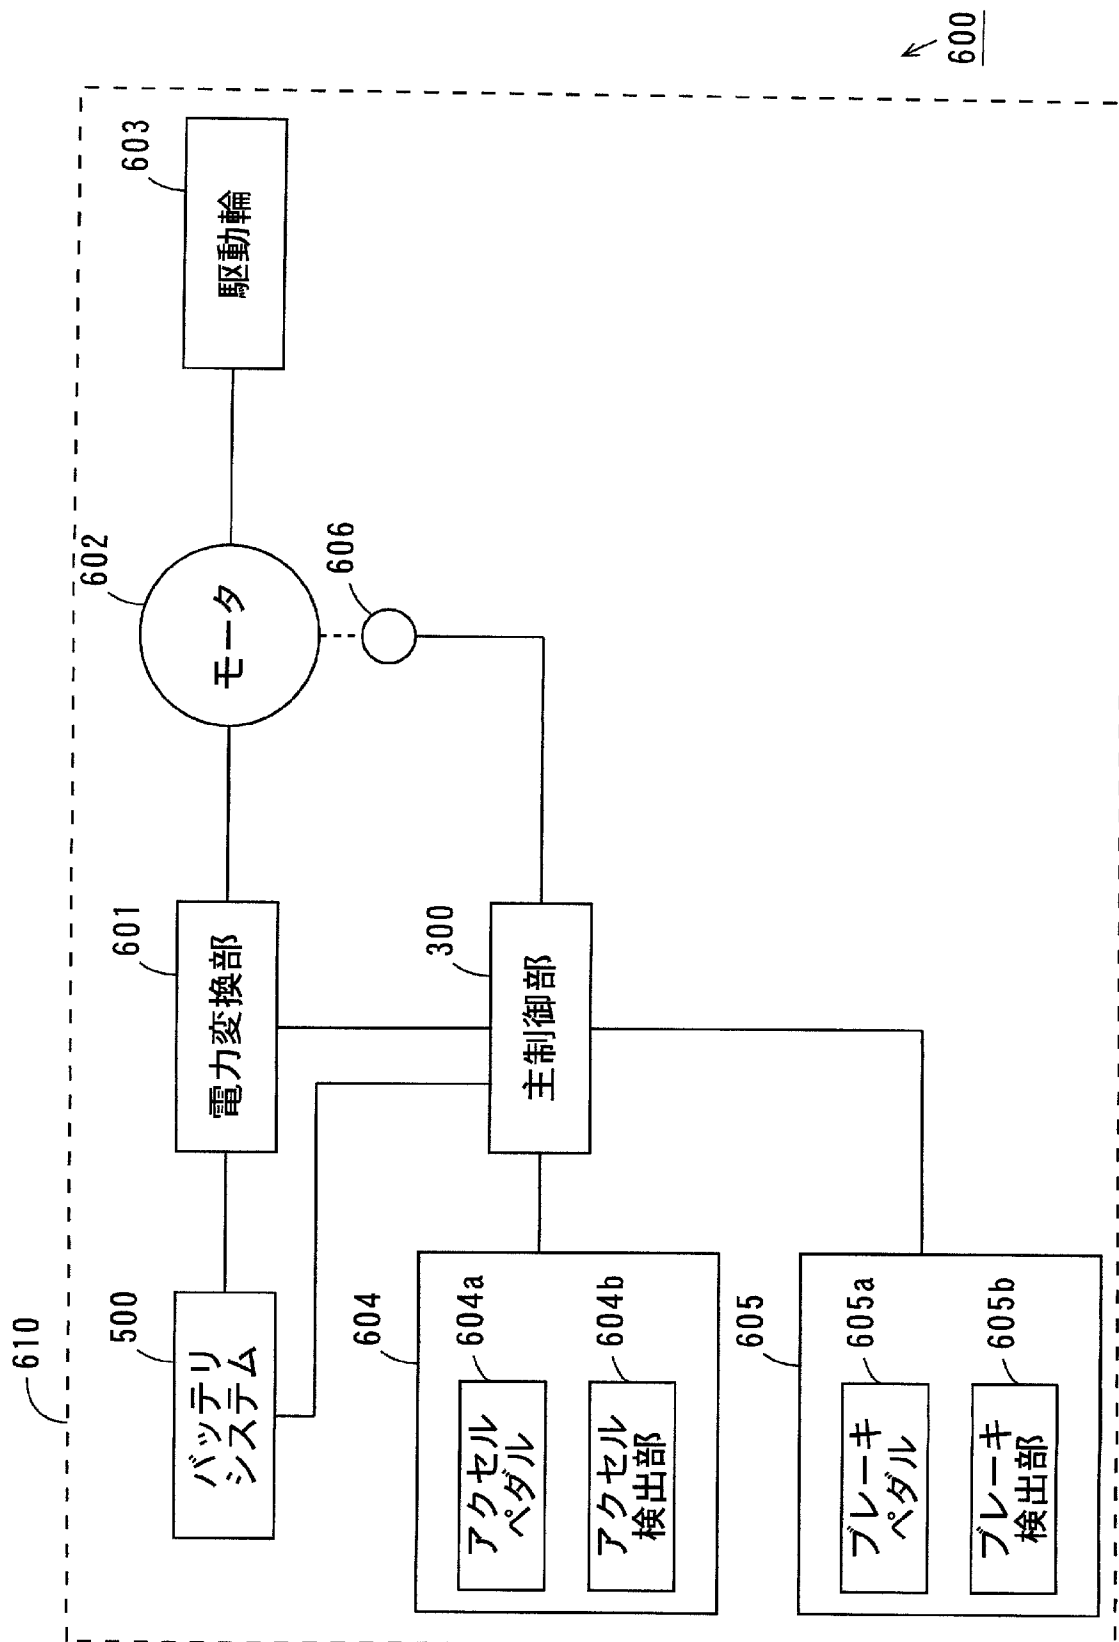 600
610
500
バッテリ
システム
601
電力変換部
602
モータ
603
駆動輪
606
300
主制御部
604
604a
アクセル
ペダル
604b
アクセル
検出部
605
605a
ブレーキ
ペダル
605b
ブレーキ
検出部